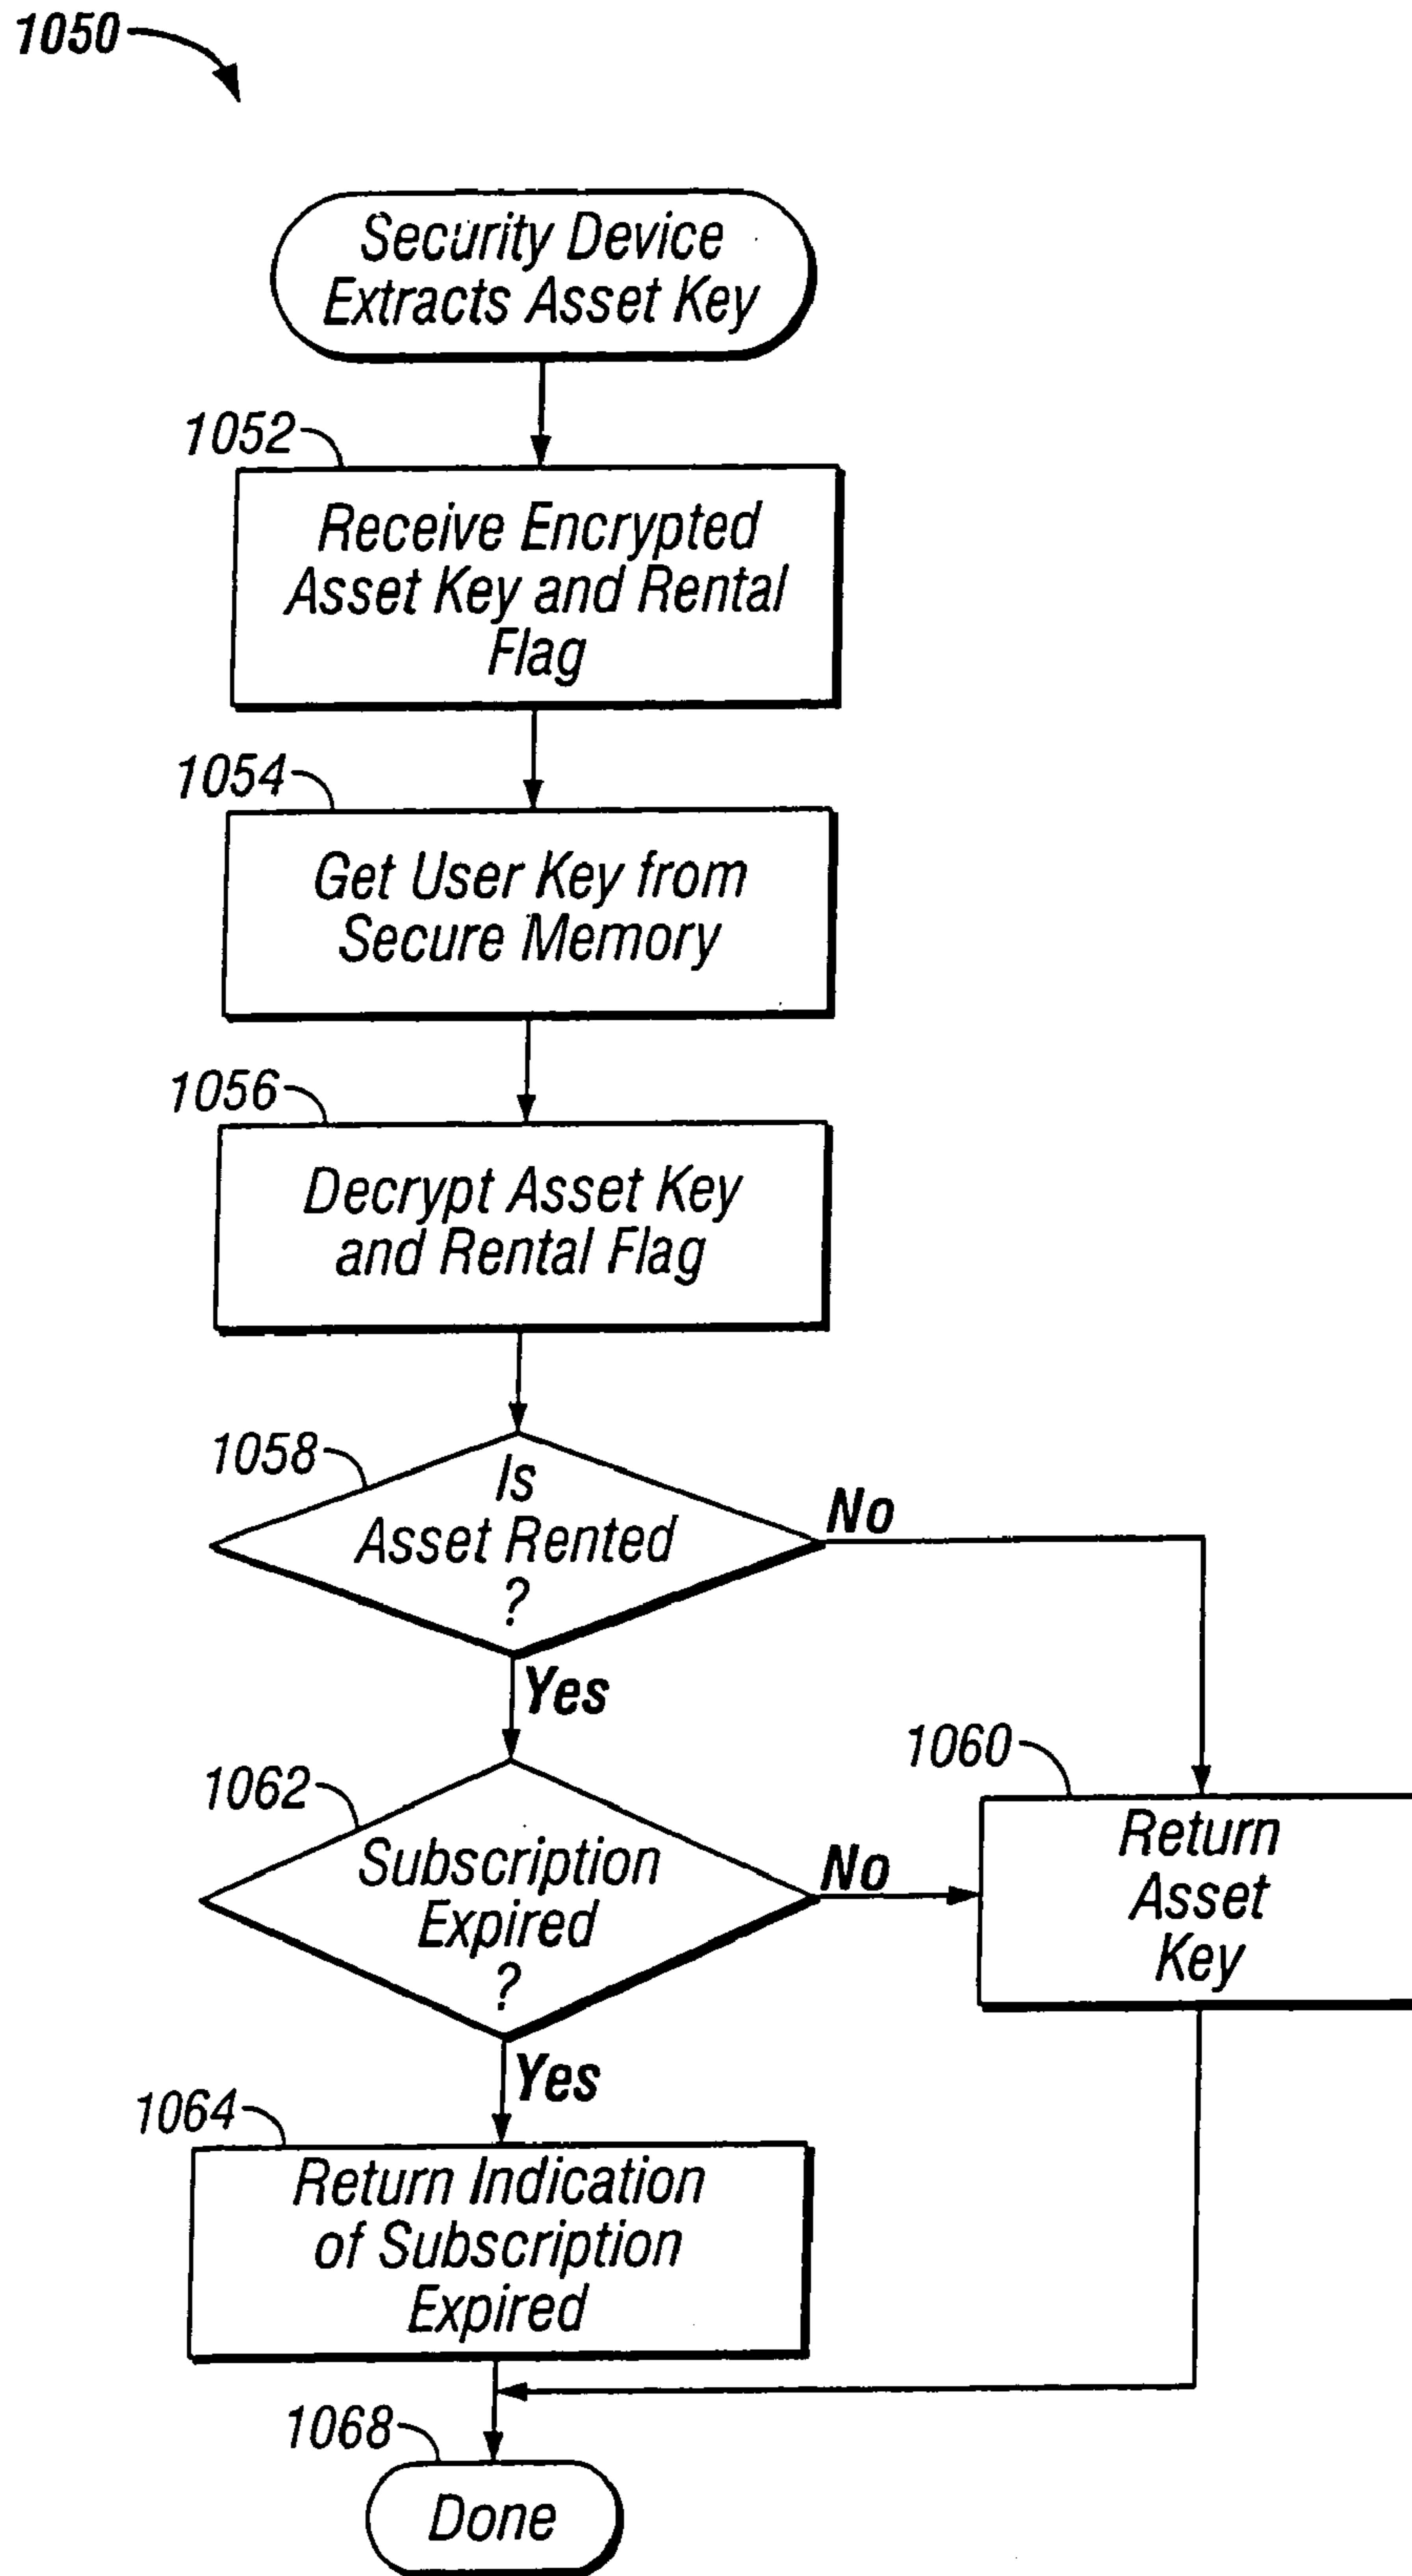 1050
Security Device
Extracts Asset Key
1052
Receive Encrypted
Asset Key and Rental
Flag
1054
Get User Key from
Secure Memory
1056
Decrypt Asset Key
and Rental Flag
1058
Is
Asset Rented
?
No
Yes
1060
Return
Asset
Key
1062
Subscription
Expired
?
No
Yes
1064
Return Indication
of Subscription
Expired
1068
Done